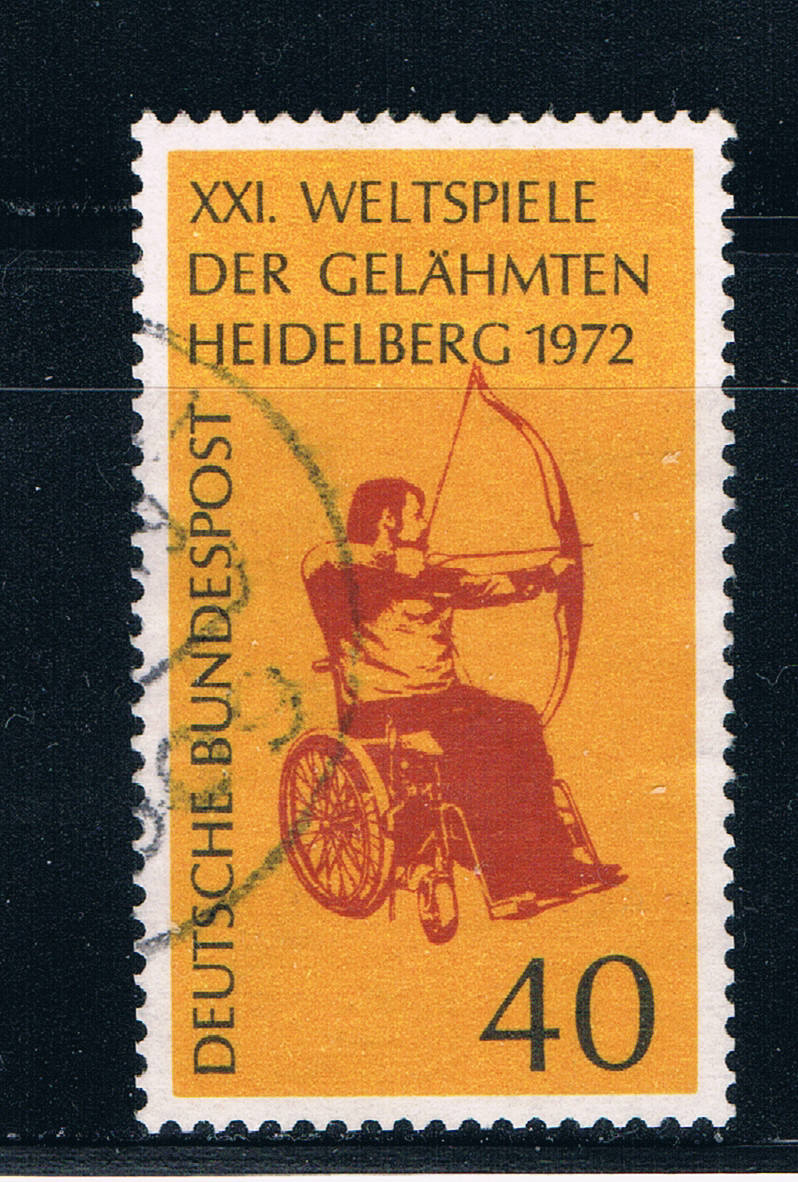 XXI. WELTSPIELE
DER GELÄHMTEN
HEIDELBERG 1972
DEUTSCHE BUNDESPOST
40